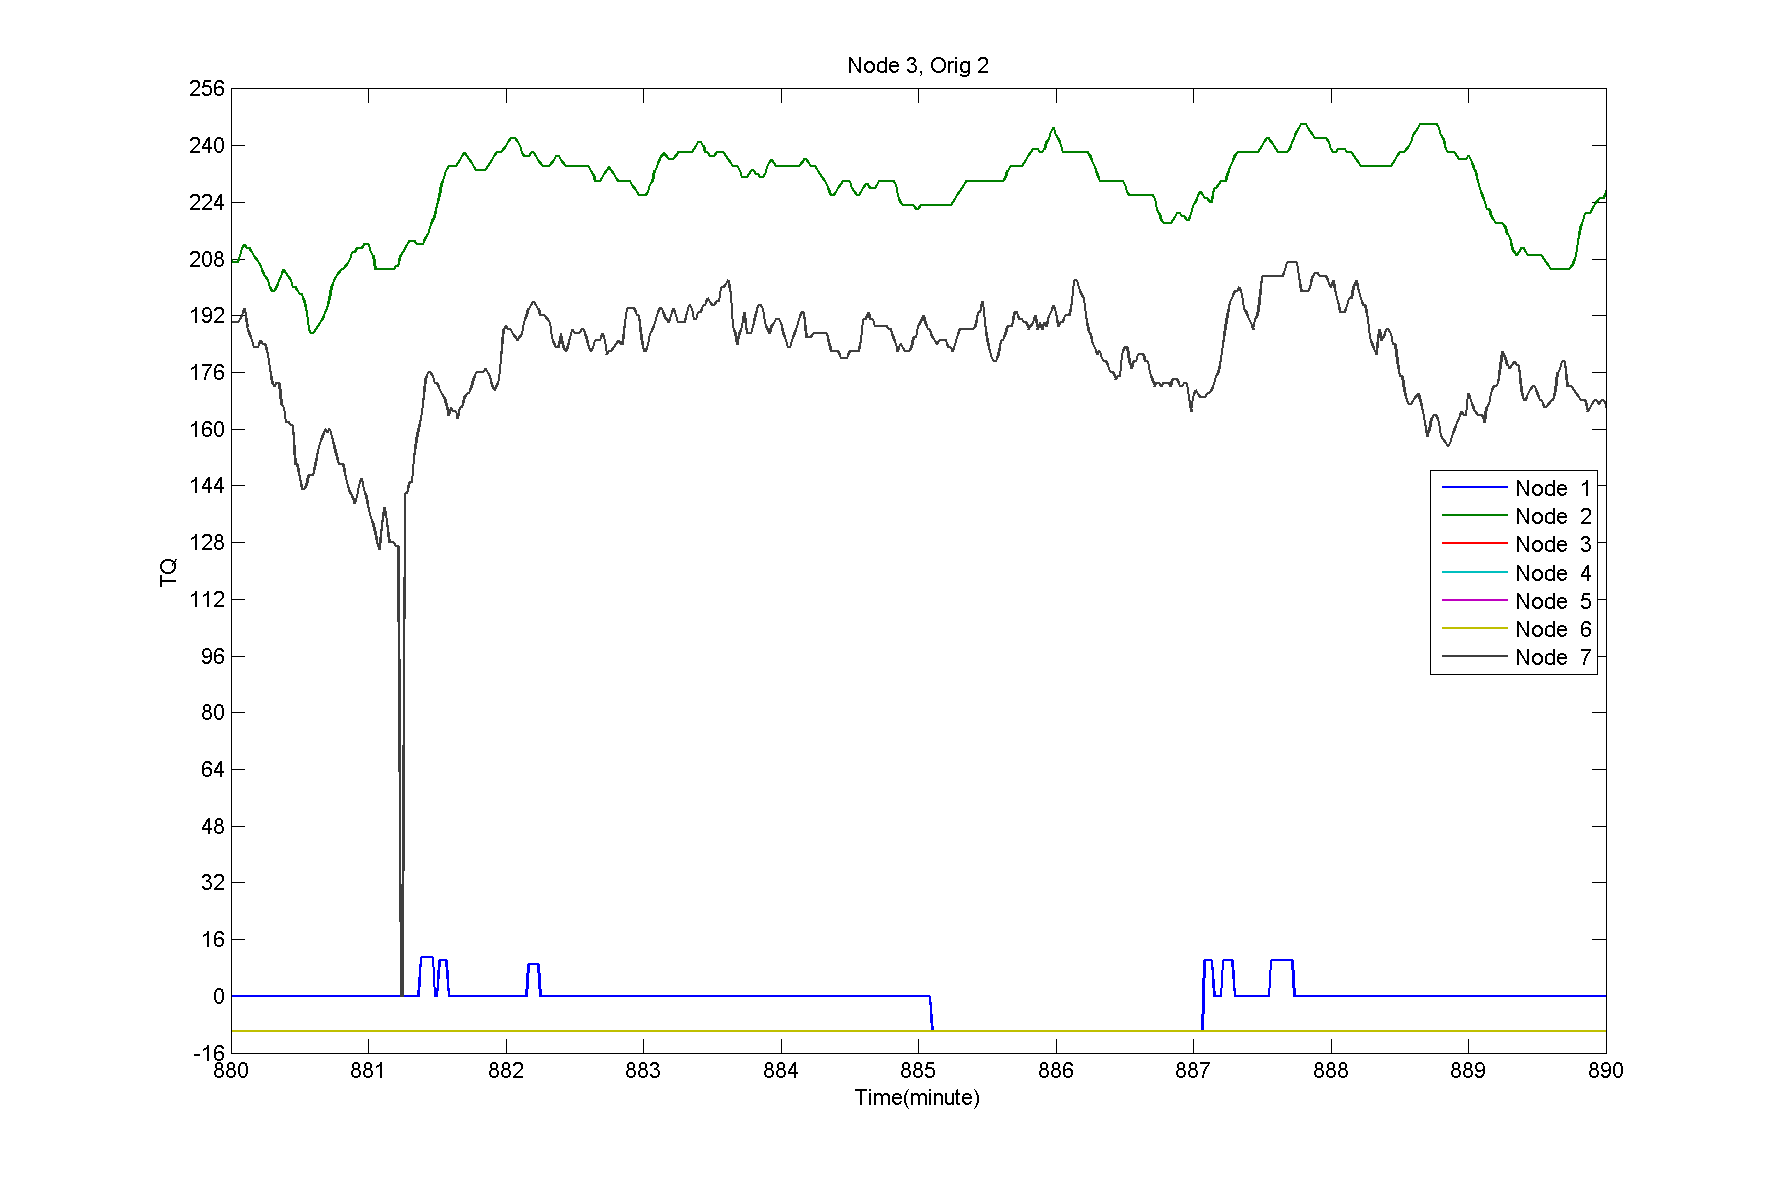 Node 3, Orig 2
256
240
224
208
192
176
160
144
128
112
96
80
64
48
32
16
0
-16
TQ
Node 1
Node 2
Node 3
Node 4
Node 5
Node 6
Node 7
880 881 882 883 884 885 886 887 888 889 890
Time(minute)